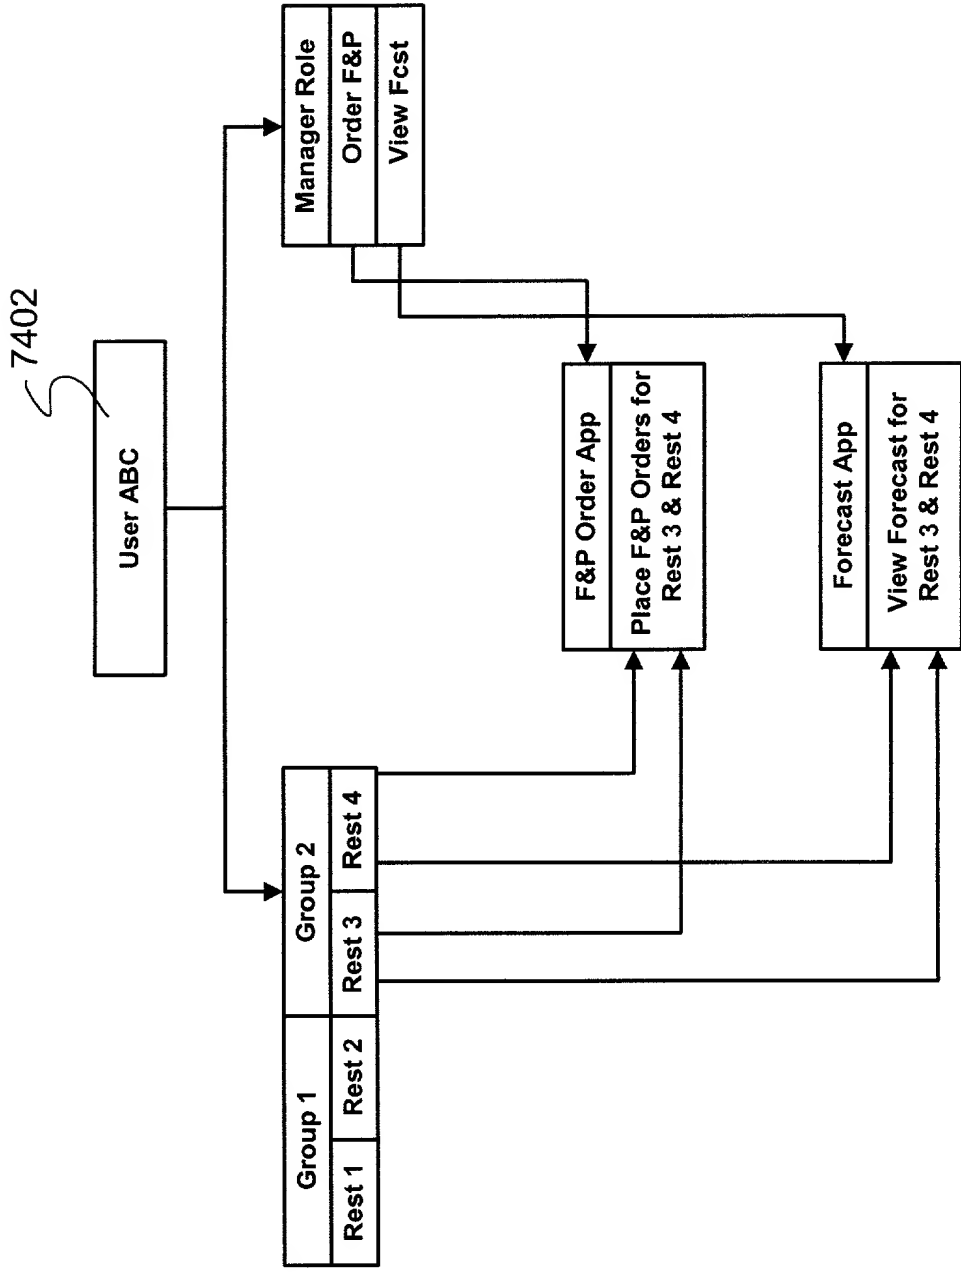 7402
User ABC
Group 1
Group 2
Rest 1
Rest 2
Rest 3
Rest 4
Manager Role
Order F&P
View Fcst
F&P Order App
Place F&P Orders for
Rest 3 & Rest 4
Forecast App
View Forecast for
Rest 3 & Rest 4